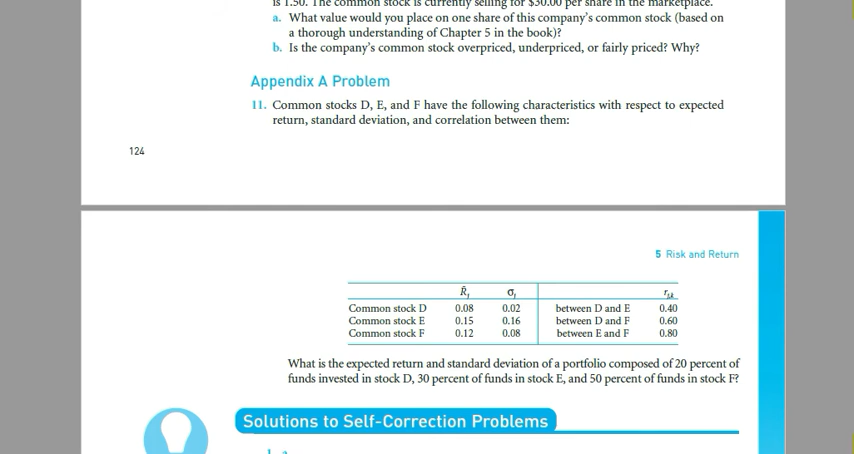 is 1.50. The common stock is currently selling for $30.00 per share in the marketplace.
a. What value would you place on one share of this company's common stock (based on
a thorough understanding of Chapter 5 in the book)?
b. Is the company's common stock overpriced, underpriced, or fairly priced? Why?
Appendix A Problem
11. Common stocks D, E, and F have the following characteristics with respect to expected
return, standard deviation, and correlation between them:
124
5 Risk and Return
R̄j σj rj,k
Common stock D 0.08 0.02 between D and E 0.40
Common stock E 0.15 0.16 between D and F 0.60
Common stock F 0.12 0.08 between E and F 0.80
What is the expected return and standard deviation of a portfolio composed of 20 percent of
funds invested in stock D, 30 percent of funds in stock E, and 50 percent of funds in stock F?
Solutions to Self-Correction Problems